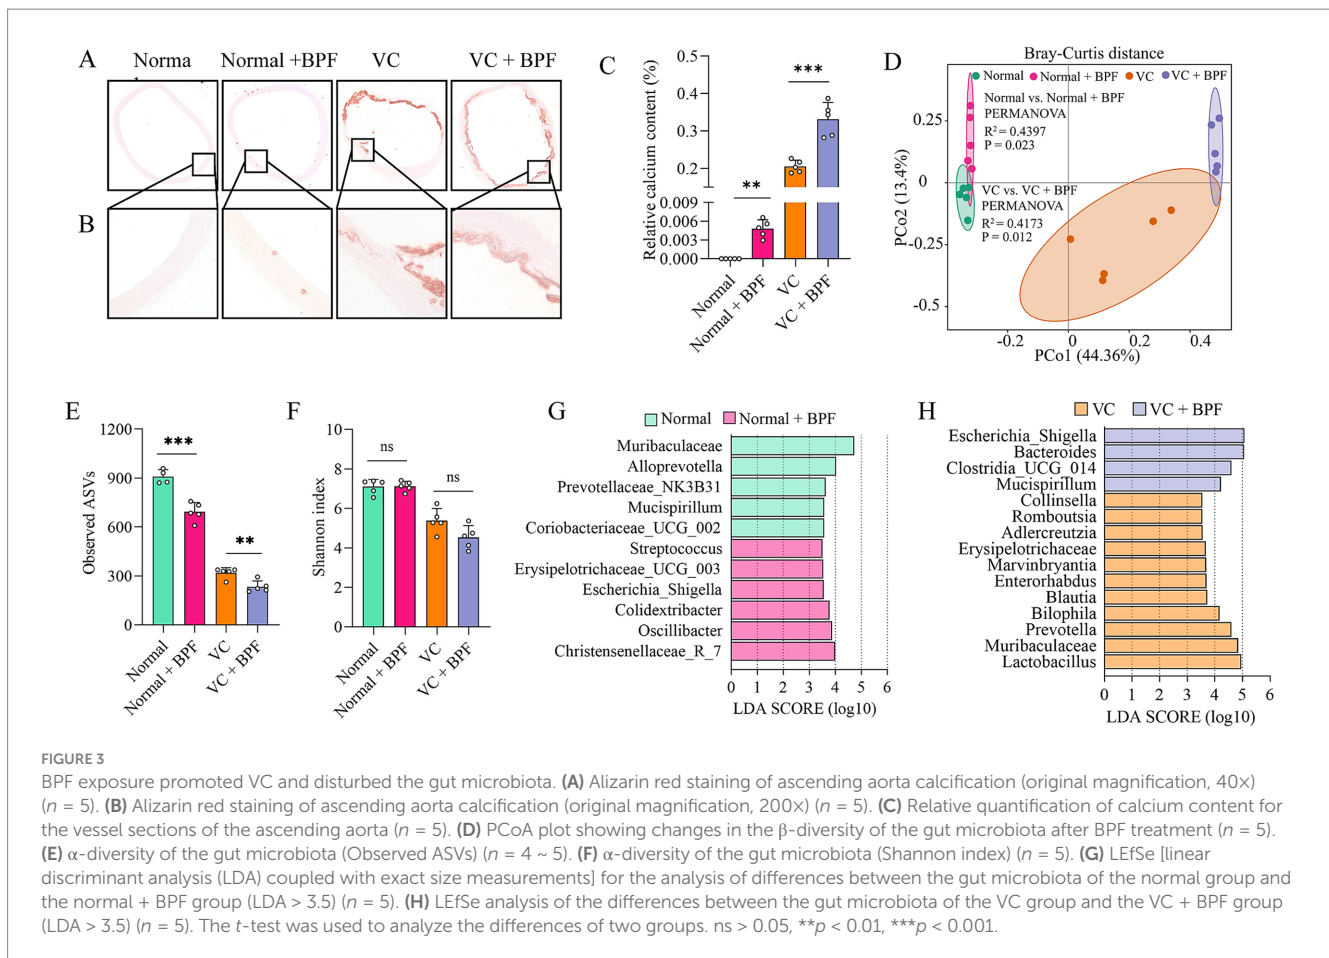 A
Norma
Normal +BPF
VC
VC + BPF
B
C
Relative calcium content (%)
0.5
0.4
0.3
0.2
0.009
0.006
0.003
0.000
**
***
Normal
Normal + BPF
VC
VC + BPF
D
Bray-Curtis distance
Normal
Normal + BPF
VC
VC + BPF
Normal vs. Normal + BPF
PERMANOVA
R² = 0.4397
P = 0.023
VC vs. VC + BPF
PERMANOVA
R² = 0.4173
P = 0.012
PCo2 (13.4%)
0.25
0
-0.25
-0.5
-0.2
0
0.2
0.4
PCo1 (44.36%)
E
Observed ASVs
1200
900
600
300
0
***
**
Normal
Normal + BPF
VC
VC + BPF
F
Shannon index
10
8
6
4
2
0
ns
ns
Normal
Normal + BPF
VC
VC + BPF
G
Normal
Normal + BPF
Muribaculaceae
Alloprevotella
Prevotellaceae_NK3B31
Mucispirillum
Coriobacteriaceae_UCG_002
Streptococcus
Erysipelotrichaceae_UCG_003
Escherichia_Shigella
Colidextribacter
Oscillibacter
Christensenellaceae_R_7
0 1 2 3 4 5 6
LDA SCORE (log10)
H
VC
VC + BPF
Escherichia_Shigella
Bacteroides
Clostridia_UCG_014
Mucispirillum
Collinsella
Romboutsia
Adlercreutzia
Erysipelotrichaceae
Marvinbryantia
Enterorhabdus
Blautia
Bilophila
Prevotella
Muribaculaceae
Lactobacillus
0 1 2 3 4 5 6
LDA SCORE (log10)
FIGURE 3
BPF exposure promoted VC and disturbed the gut microbiota. (A) Alizarin red staining of ascending aorta calcification (original magnification, 40×)
(n = 5). (B) Alizarin red staining of ascending aorta calcification (original magnification, 200×) (n = 5). (C) Relative quantification of calcium content for
the vessel sections of the ascending aorta (n = 5). (D) PCoA plot showing changes in the β-diversity of the gut microbiota after BPF treatment (n = 5).
(E) α-diversity of the gut microbiota (Observed ASVs) (n = 4 ~ 5). (F) α-diversity of the gut microbiota (Shannon index) (n = 5). (G) LEfSe [linear
discriminant analysis (LDA) coupled with exact size measurements] for the analysis of differences between the gut microbiota of the normal group and
the normal + BPF group (LDA > 3.5) (n = 5). (H) LEfSe analysis of the differences between the gut microbiota of the VC group and the VC + BPF group
(LDA > 3.5) (n = 5). The t-test was used to analyze the differences of two groups. ns > 0.05, **p < 0.01, ***p < 0.001.